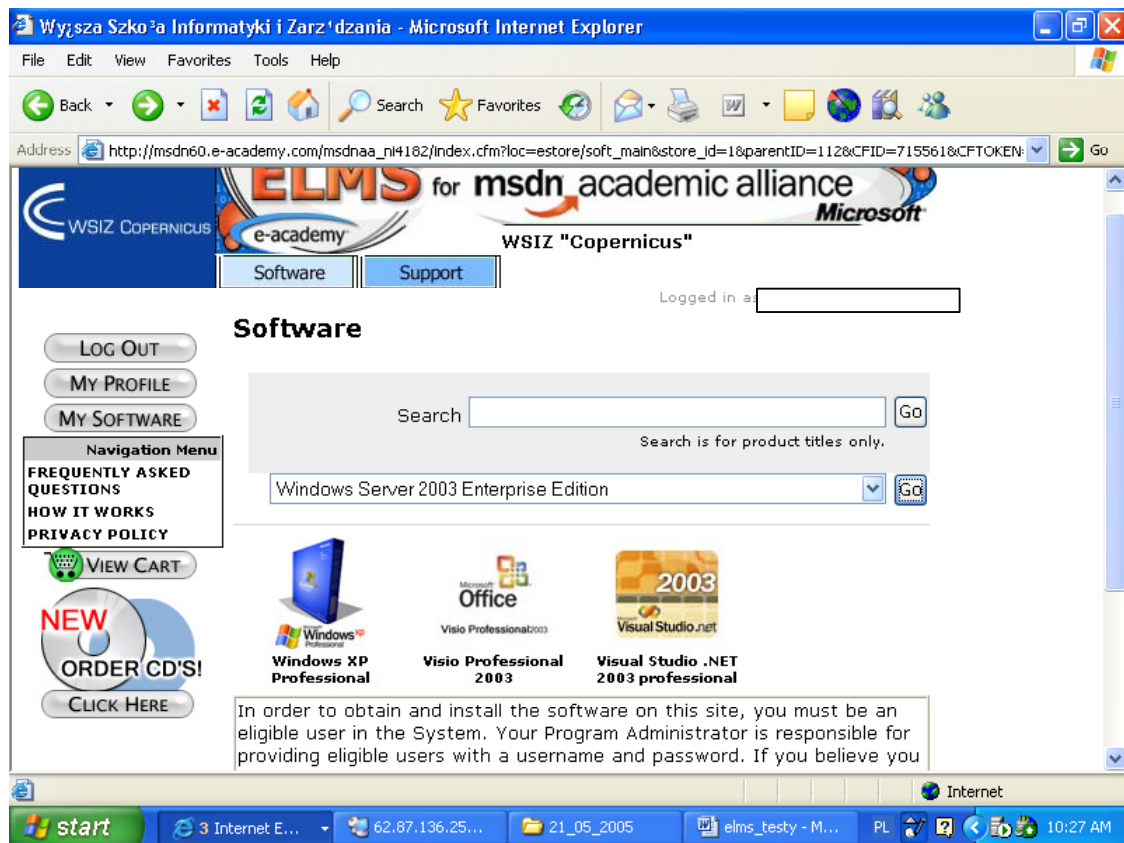 Wy¿sza Szko³a Informatyki i Zarz¹dzania - Microsoft Internet Explorer
File Edit View Favorites Tools Help
Back Search Favorites
Address http://msdn60.e-academy.com/msdnaa_ni4182/index.cfm?loc=estore/soft_main&store_id=1&parentID=112&CFID=715561&CFTOKEN: Go
ELMS for msdn academic alliance
Microsoft
WSIZ COPERNICUS
e-academy
WSIZ "Copernicus"
Software Support
Logged in as
Software
LOG OUT
MY PROFILE
MY SOFTWARE
Search Go
Search is for product titles only.
Navigation Menu
FREQUENTLY ASKED
QUESTIONS
HOW IT WORKS
PRIVACY POLICY
Windows Server 2003 Enterprise Edition Go
VIEW CART
NEW
ORDER CD'S!
CLICK HERE
Windows xp
Professional
Microsoft
Office
Visio Professional 2003
2003
Visual Studio .net
Windows XP
Professional
Visio Professional
2003
Visual Studio .NET
2003 professional
In order to obtain and install the software on this site, you must be an
eligible user in the System. Your Program Administrator is responsible for
providing eligible users with a username and password. If you believe you
Internet
start 3 Internet E... 62.87.136.25... 21_05_2005 elms_testy - M... PL 10:27 AM